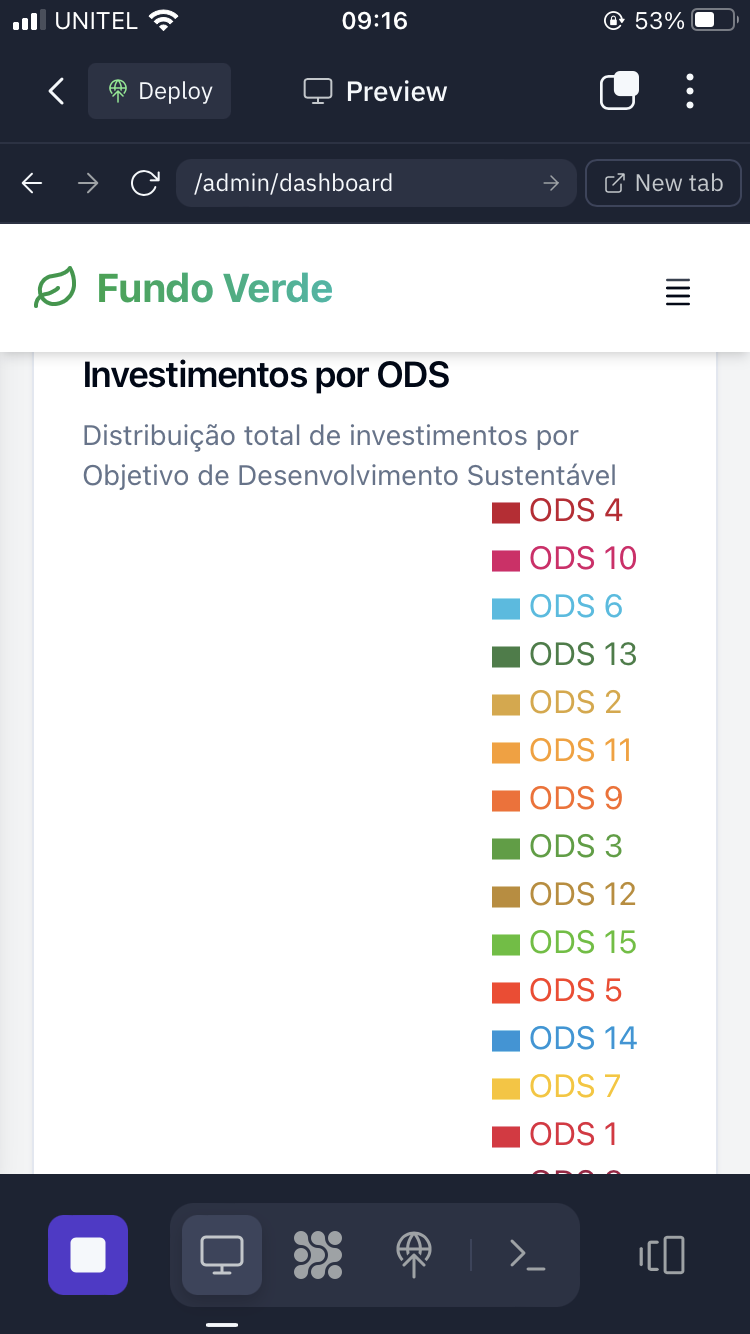 UNITEL 09:16 53%
Deploy Preview
/admin/dashboard New tab
Fundo Verde
Investimentos por ODS
Distribuição total de investimentos por
Objetivo de Desenvolvimento Sustentável
ODS 4
ODS 10
ODS 6
ODS 13
ODS 2
ODS 11
ODS 9
ODS 3
ODS 12
ODS 15
ODS 5
ODS 14
ODS 7
ODS 1